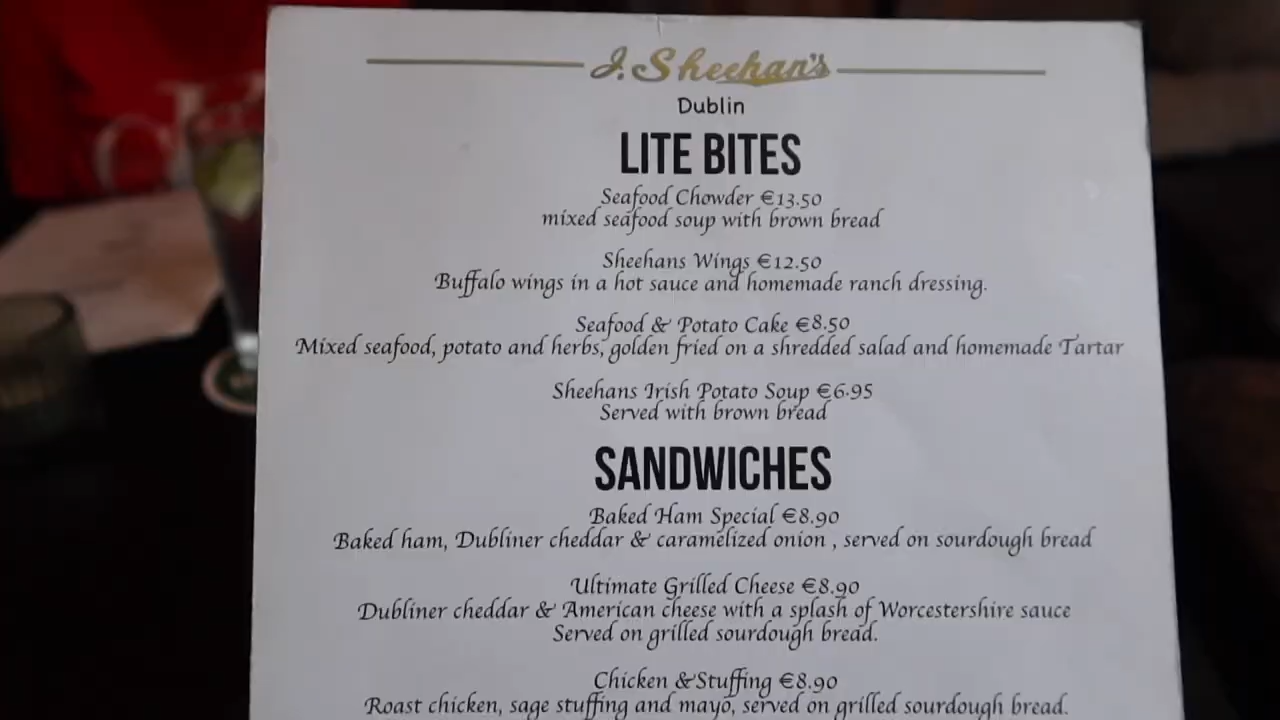 J. Sheehan's
Dublin
LITE BITES
Seafood Chowder €13.50
mixed seafood soup with brown bread
Sheehans Wings €12.50
Buffalo wings in a hot sauce and homemade ranch dressing.
Seafood & Potato Cake €8.50
Mixed seafood, potato and herbs, golden fried on a shredded salad and homemade Tartar
Sheehans Irish Potato Soup €6.95
Served with brown bread
SANDWICHES
Baked Ham Special €8.90
Baked ham, Dubliner cheddar & caramelized onion , served on sourdough bread
Ultimate Grilled Cheese €8.90
Dubliner cheddar & American cheese with a splash of Worcestershire sauce
Served on grilled sourdough bread.
Chicken &Stuffing €8.90
Roast chicken, sage stuffing and mayo, served on grilled sourdough bread.